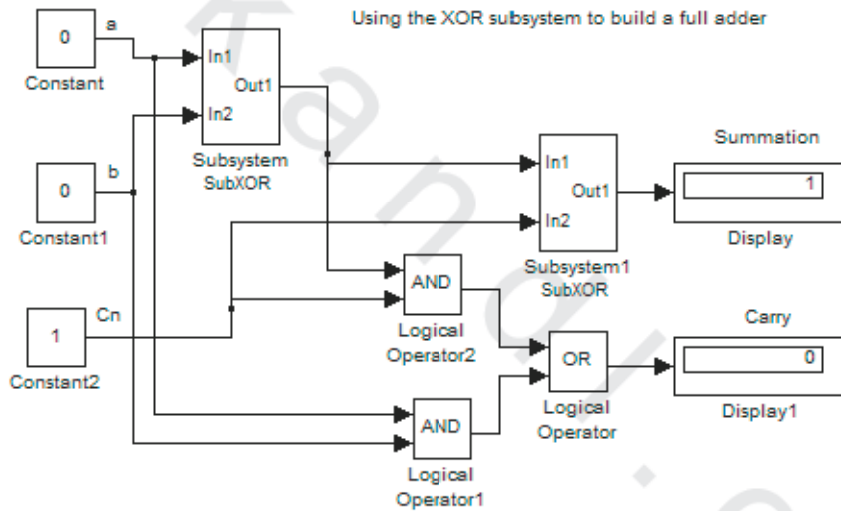 Using the XOR subsystem to build a full adder
0
a
Constant
In1
Out1
In2
Subsystem
SubXOR
0
b
Constant1
In1
Out1
In2
Subsystem1
SubXOR
Summation
1
Display
1
Cn
Constant2
AND
Logical
Operator2
OR
Logical
Operator
Carry
0
Display1
AND
Logical
Operator1